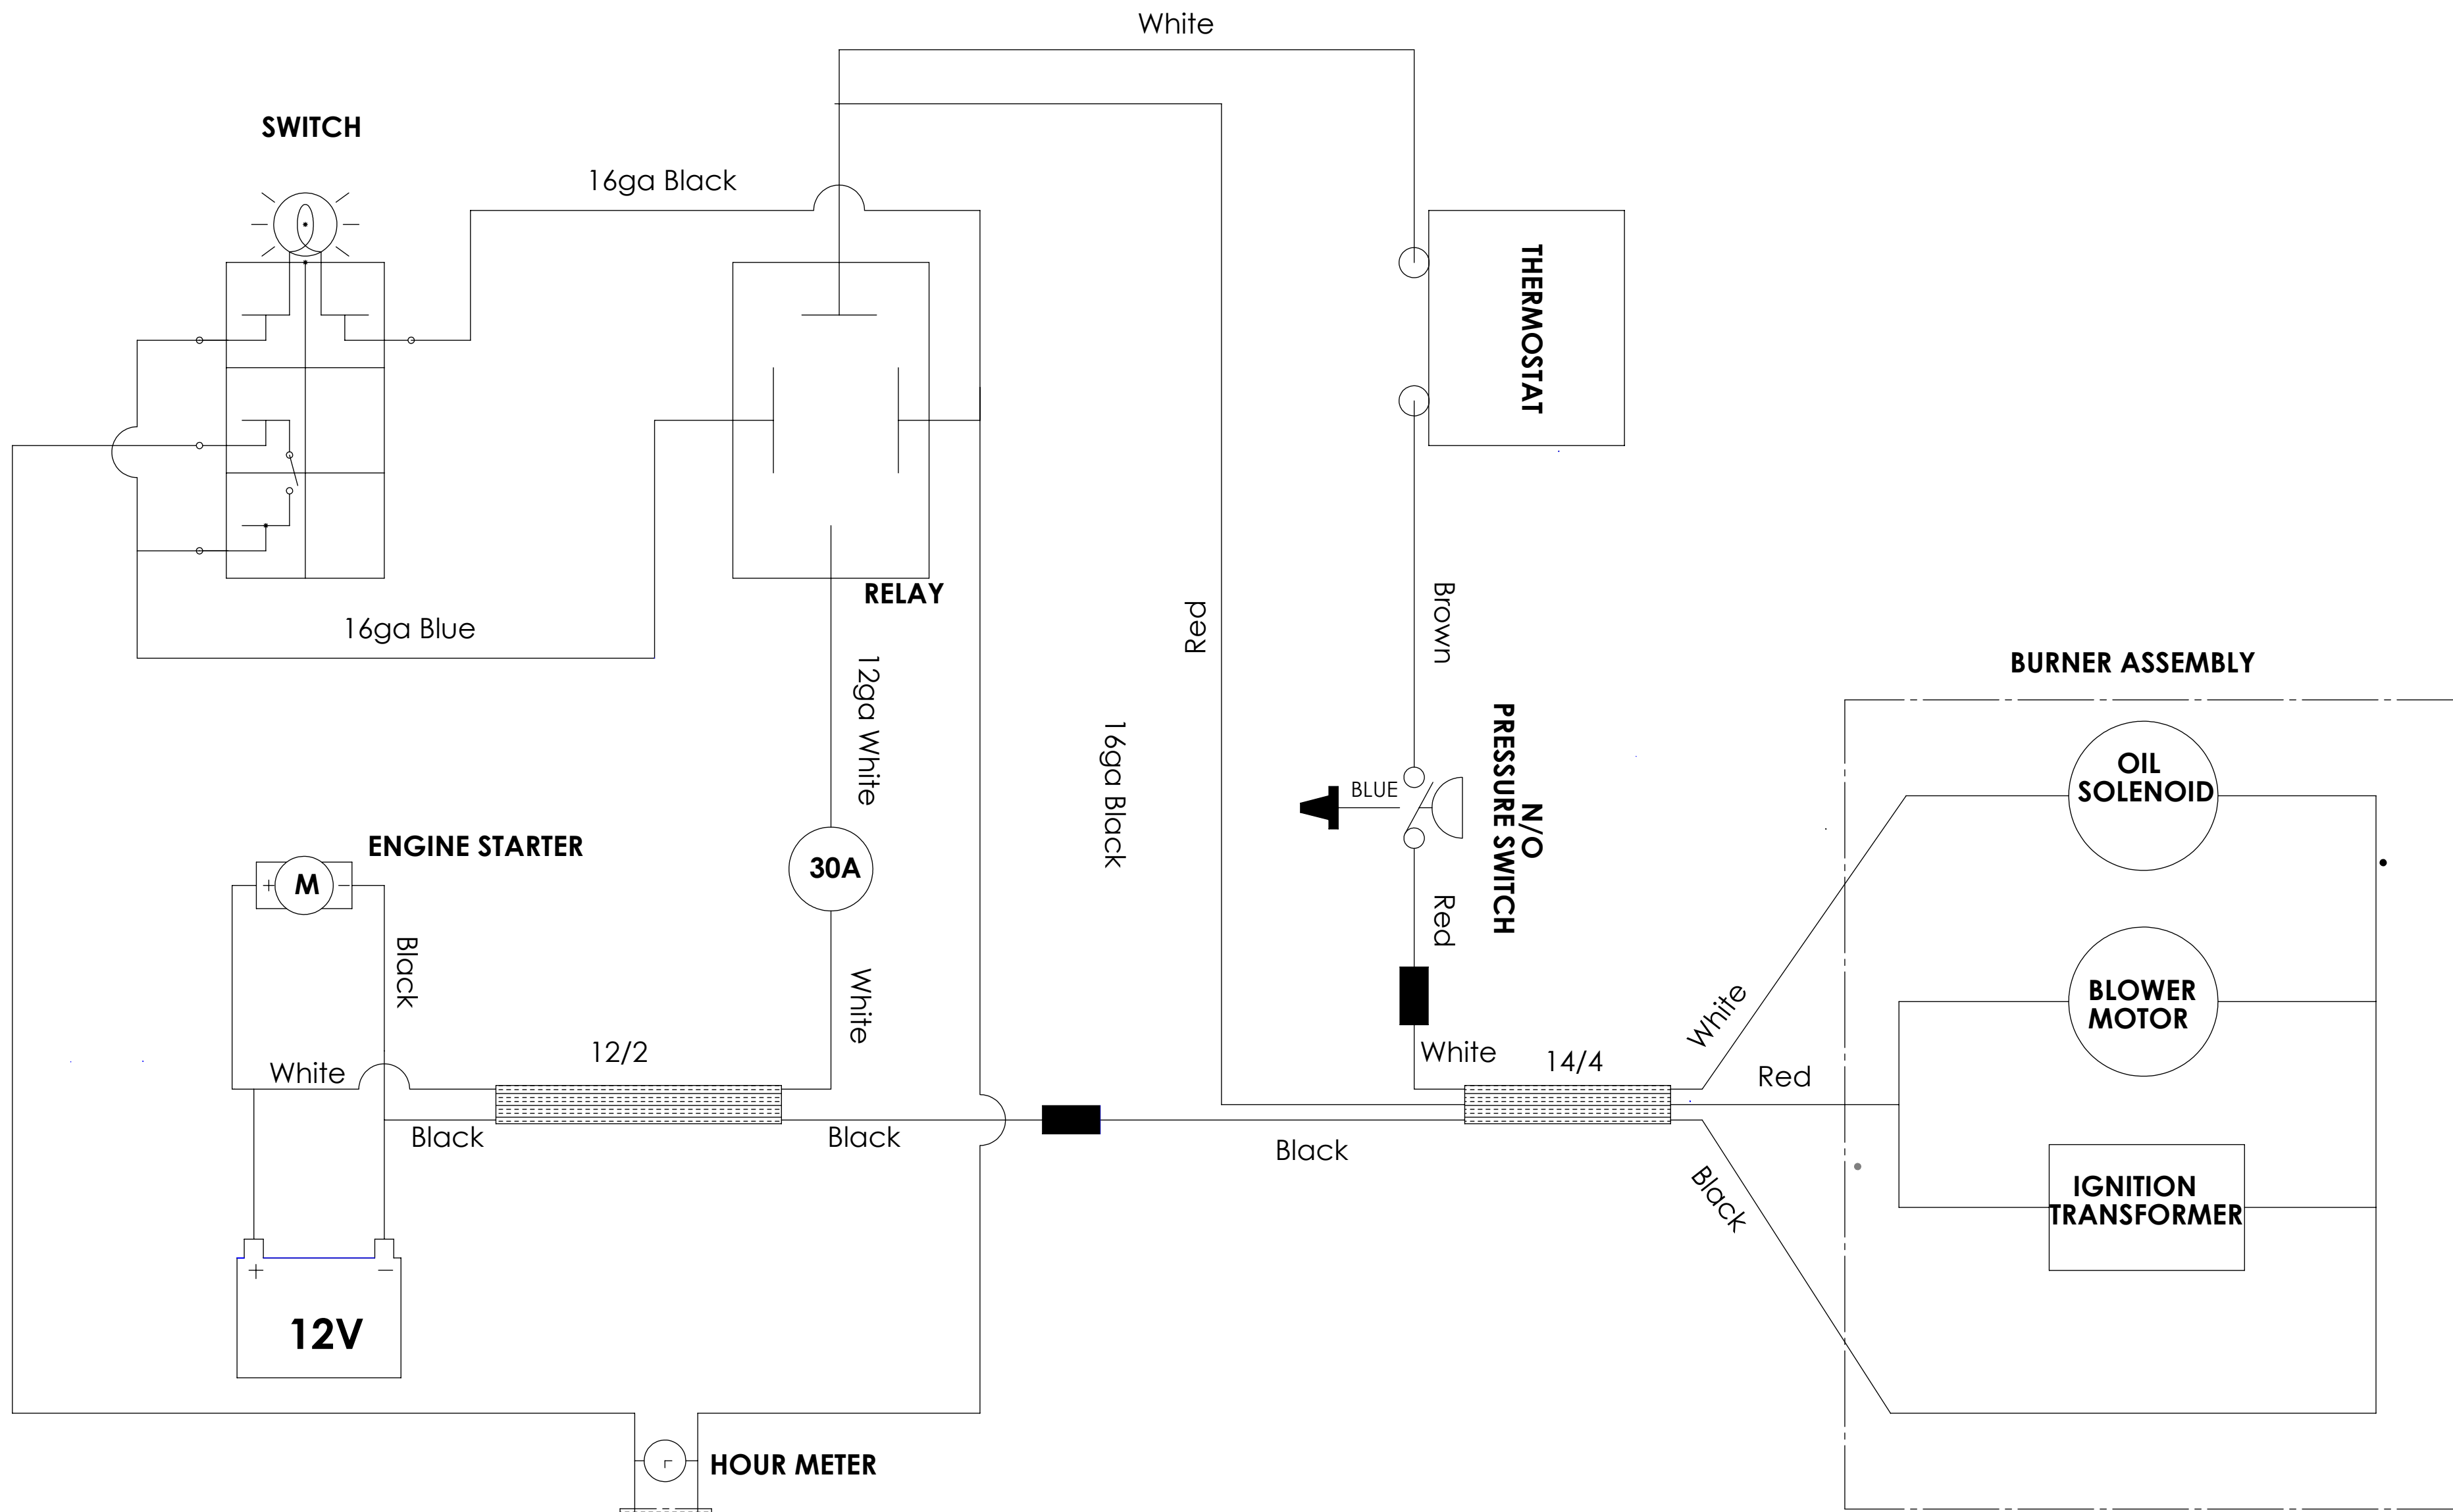 White
SWITCH
16ga Black
THERMOSTAT
RELAY
16ga Blue
12ga White
Red
Brown
16ga Black
BURNER ASSEMBLY
N/O
PRESSURE SWITCH
BLUE
OIL
SOLENOID
ENGINE STARTER
+
M
−
30A
Black
White
Red
BLOWER
MOTOR
White
White
12/2
White
14/4
Red
Black
Black
Black
Black
IGNITION
TRANSFORMER
+
−
12V
HOUR METER